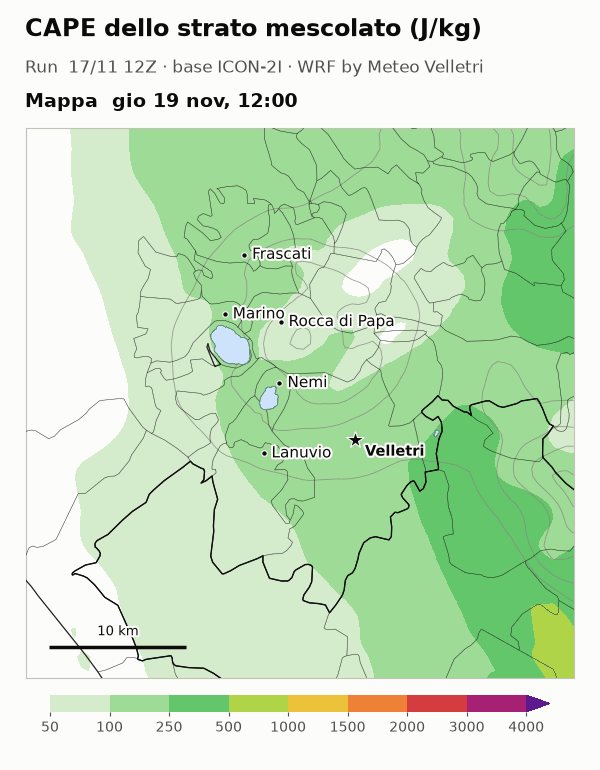 CAPE dello strato mescolato (J/kg)
Run  17/11 12Z · base ICON-2I · WRF by Meteo Velletri
Mappa  gio 19 nov, 12:00
Frascati
Marino
Rocca di Papa
Nemi
Velletri
Lanuvio
10 km
50 100 250 500 1000 1500 2000 3000 4000